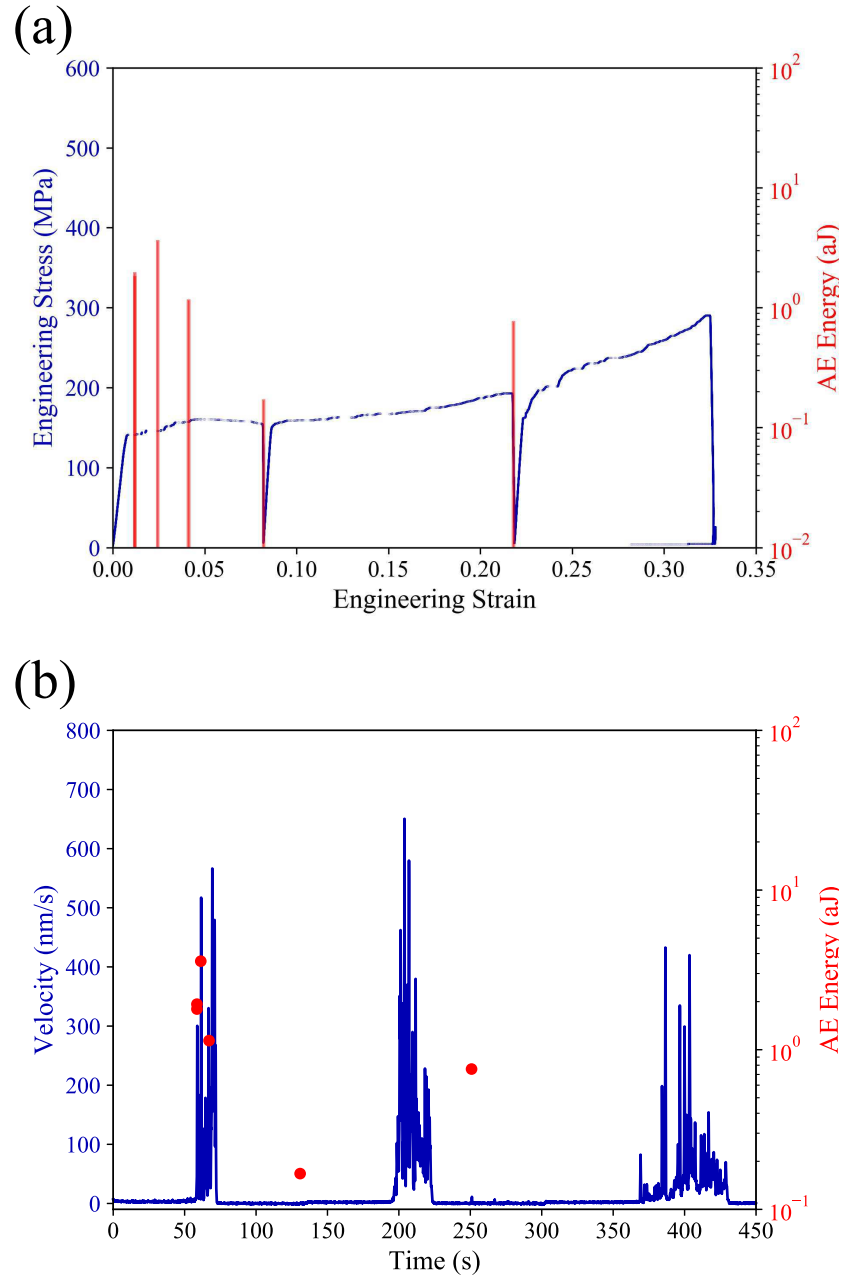 (a)
600
500
400
300
200
100
0
Engineering Stress (MPa)
10^2
10^1
10^0
10^-1
10^-2
AE Energy (aJ)
0.00 0.05 0.10 0.15 0.20 0.25 0.30 0.35
Engineering Strain
(b)
800
700
600
500
400
300
200
100
0
Velocity (nm/s)
10^2
10^1
10^0
10^-1
AE Energy (aJ)
0 50 100 150 200 250 300 350 400 450
Time (s)